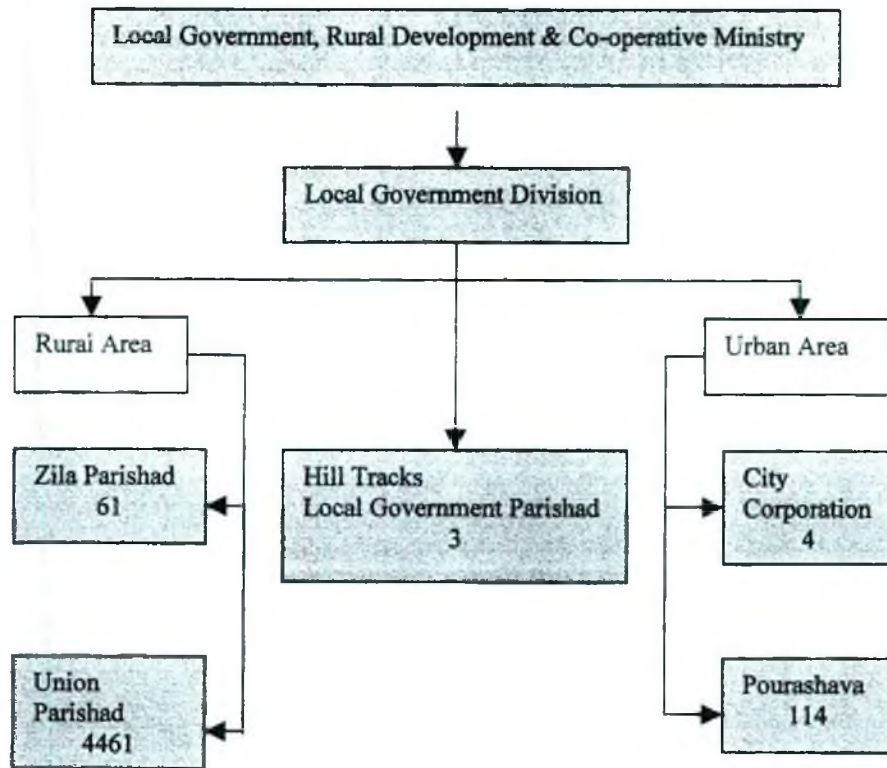 Local Government, Rural Development & Co-operative Ministry
Local Government Division
Rural Area
Urban Area
Zila Parishad
61
Hill Tracks
Local Government Parishad
3
City
Corporation
4
Union
Parishad
4461
Pourashava
114